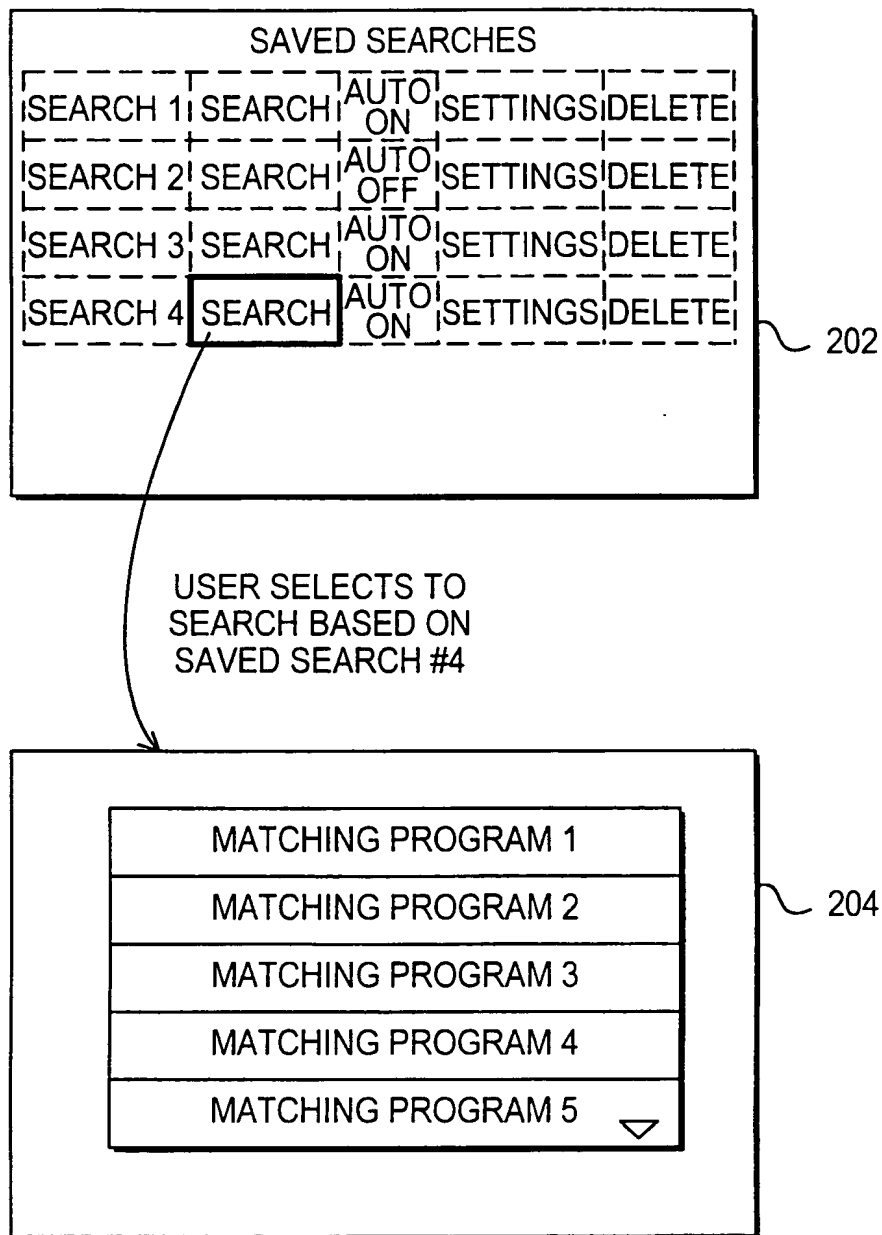 SAVED SEARCHES
SEARCH 1 SEARCH AUTO ON SETTINGS DELETE
SEARCH 2 SEARCH AUTO OFF SETTINGS DELETE
SEARCH 3 SEARCH AUTO ON SETTINGS DELETE
SEARCH 4 SEARCH AUTO ON SETTINGS DELETE
202
USER SELECTS TO
SEARCH BASED ON
SAVED SEARCH #4
MATCHING PROGRAM 1
MATCHING PROGRAM 2
204
MATCHING PROGRAM 3
MATCHING PROGRAM 4
MATCHING PROGRAM 5